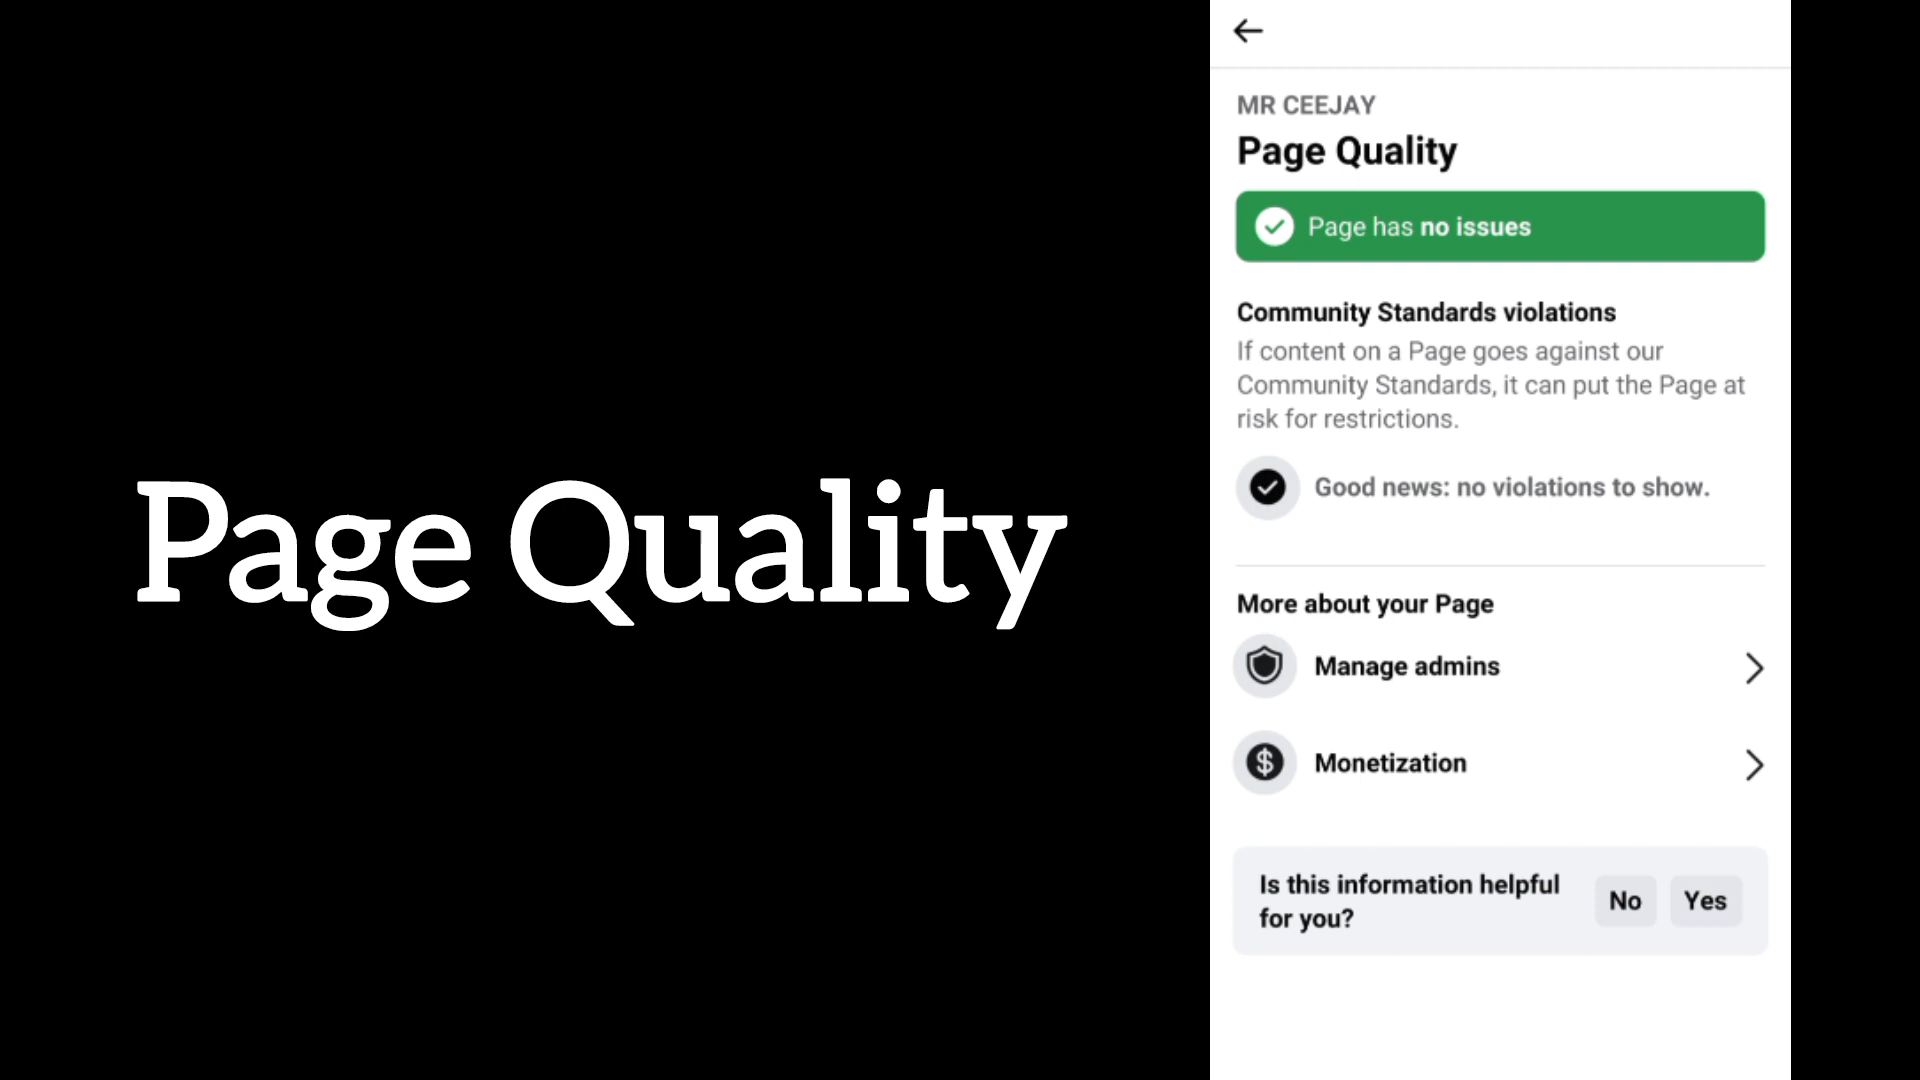 Page Quality
MR CEEJAY
Page Quality
Page has no issues
Community Standards violations
If content on a Page goes against our
Community Standards, it can put the Page at
risk for restrictions.
Good news: no violations to show.
More about your Page
Manage admins
Monetization
Is this information helpful
for you?
No
Yes